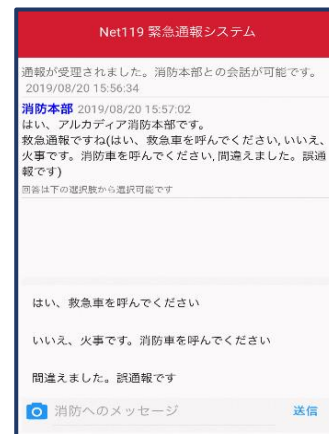 Net119 緊急通報システム
通報が受理されました。消防本部との会話が可能です。
2019/08/20 15:56:34
消防本部 2019/08/20 15:57:02
はい、アルカディア消防本部です。
救急通報ですね(はい、救急車を呼んでください, いいえ、
火事です。消防車を呼んでください, 間違えました。誤通
報です)
回答は下の選択肢から選択可能です
はい、救急車を呼んでください
いいえ、火事です。消防車を呼んでください
間違えました。誤通報です
消防へのメッセージ
送信